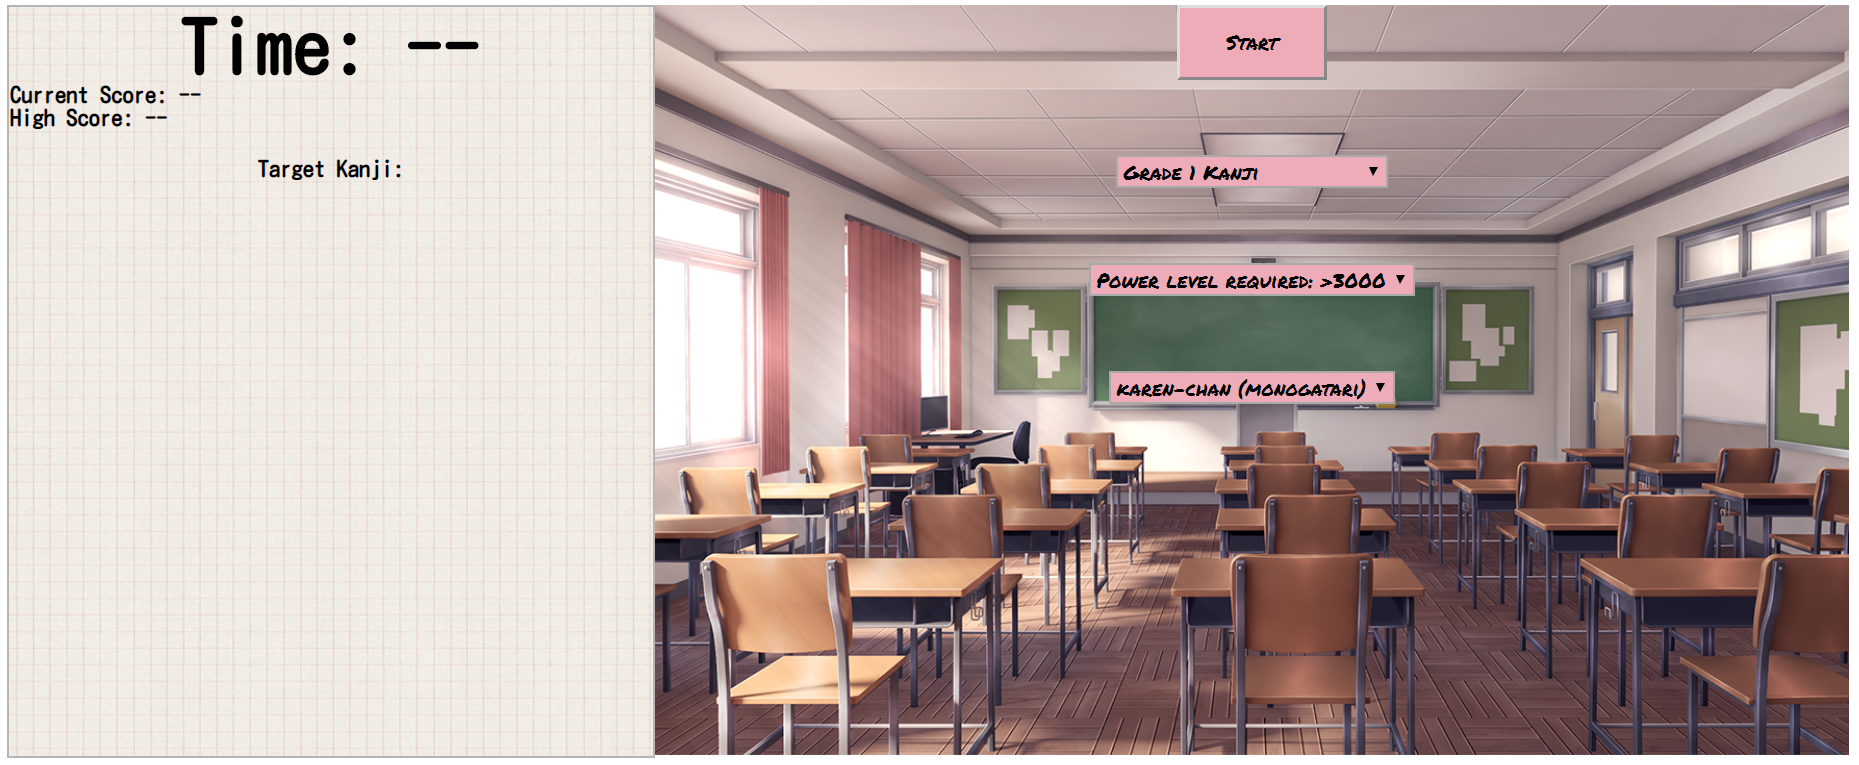 Time: --
Current Score: --
High Score: --
Target Kanji:
Start
Grade 1 Kanji
Power level required: >3000
karen-chan (monogatari)